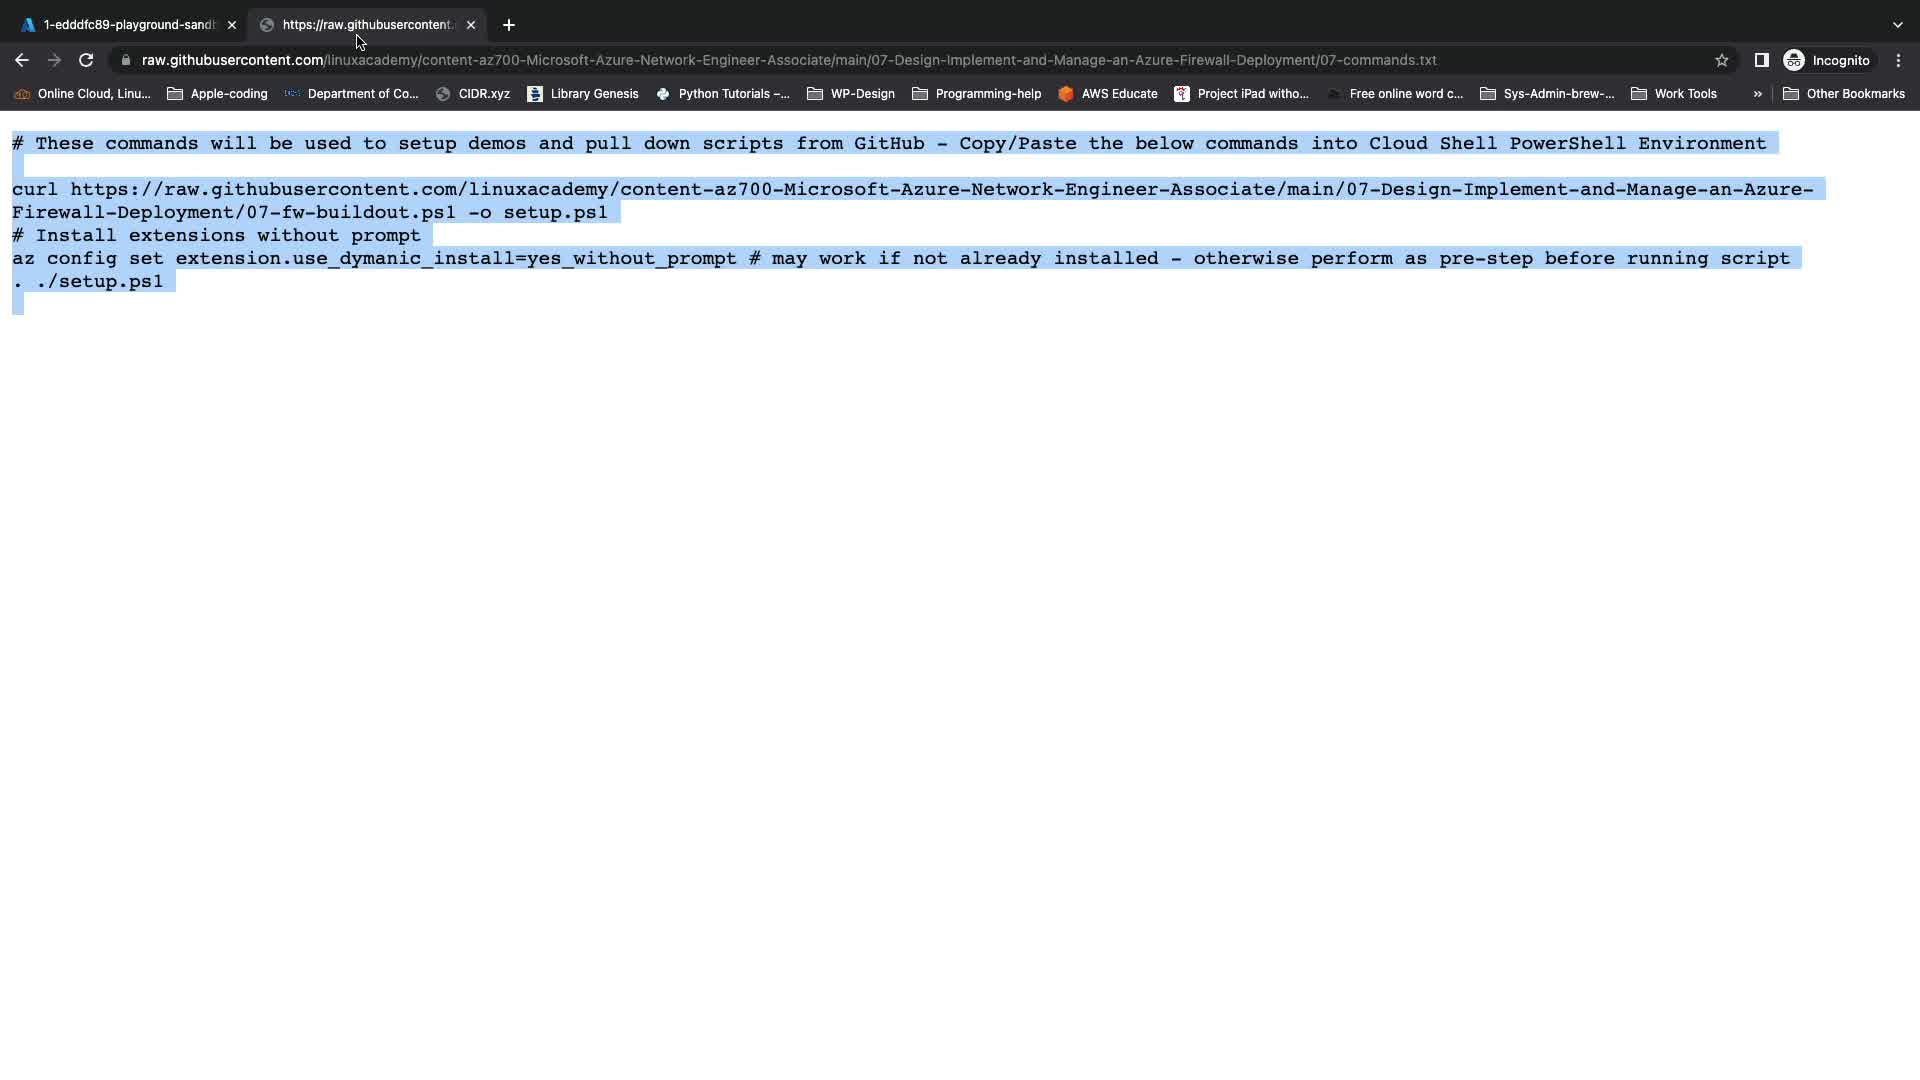 1-edddfc89-playground-sandb
https://raw.githubusercontent.
raw.githubusercontent.com/linuxacademy/content-az700-Microsoft-Azure-Network-Engineer-Associate/main/07-Design-Implement-and-Manage-an-Azure-Firewall-Deployment/07-commands.txt
Incognito
Online Cloud, Linu... Apple-coding Department of Co... CIDR.xyz Library Genesis Python Tutorials –... WP-Design Programming-help AWS Educate Project iPad witho... Free online word c... Sys-Admin-brew-... Work Tools » Other Bookmarks
# These commands will be used to setup demos and pull down scripts from GitHub - Copy/Paste the below commands into Cloud Shell PowerShell Environment
curl https://raw.githubusercontent.com/linuxacademy/content-az700-Microsoft-Azure-Network-Engineer-Associate/main/07-Design-Implement-and-Manage-an-Azure-
Firewall-Deployment/07-fw-buildout.ps1 -o setup.ps1
# Install extensions without prompt
az config set extension.use_dymanic_install=yes_without_prompt # may work if not already installed - otherwise perform as pre-step before running script
. ./setup.ps1